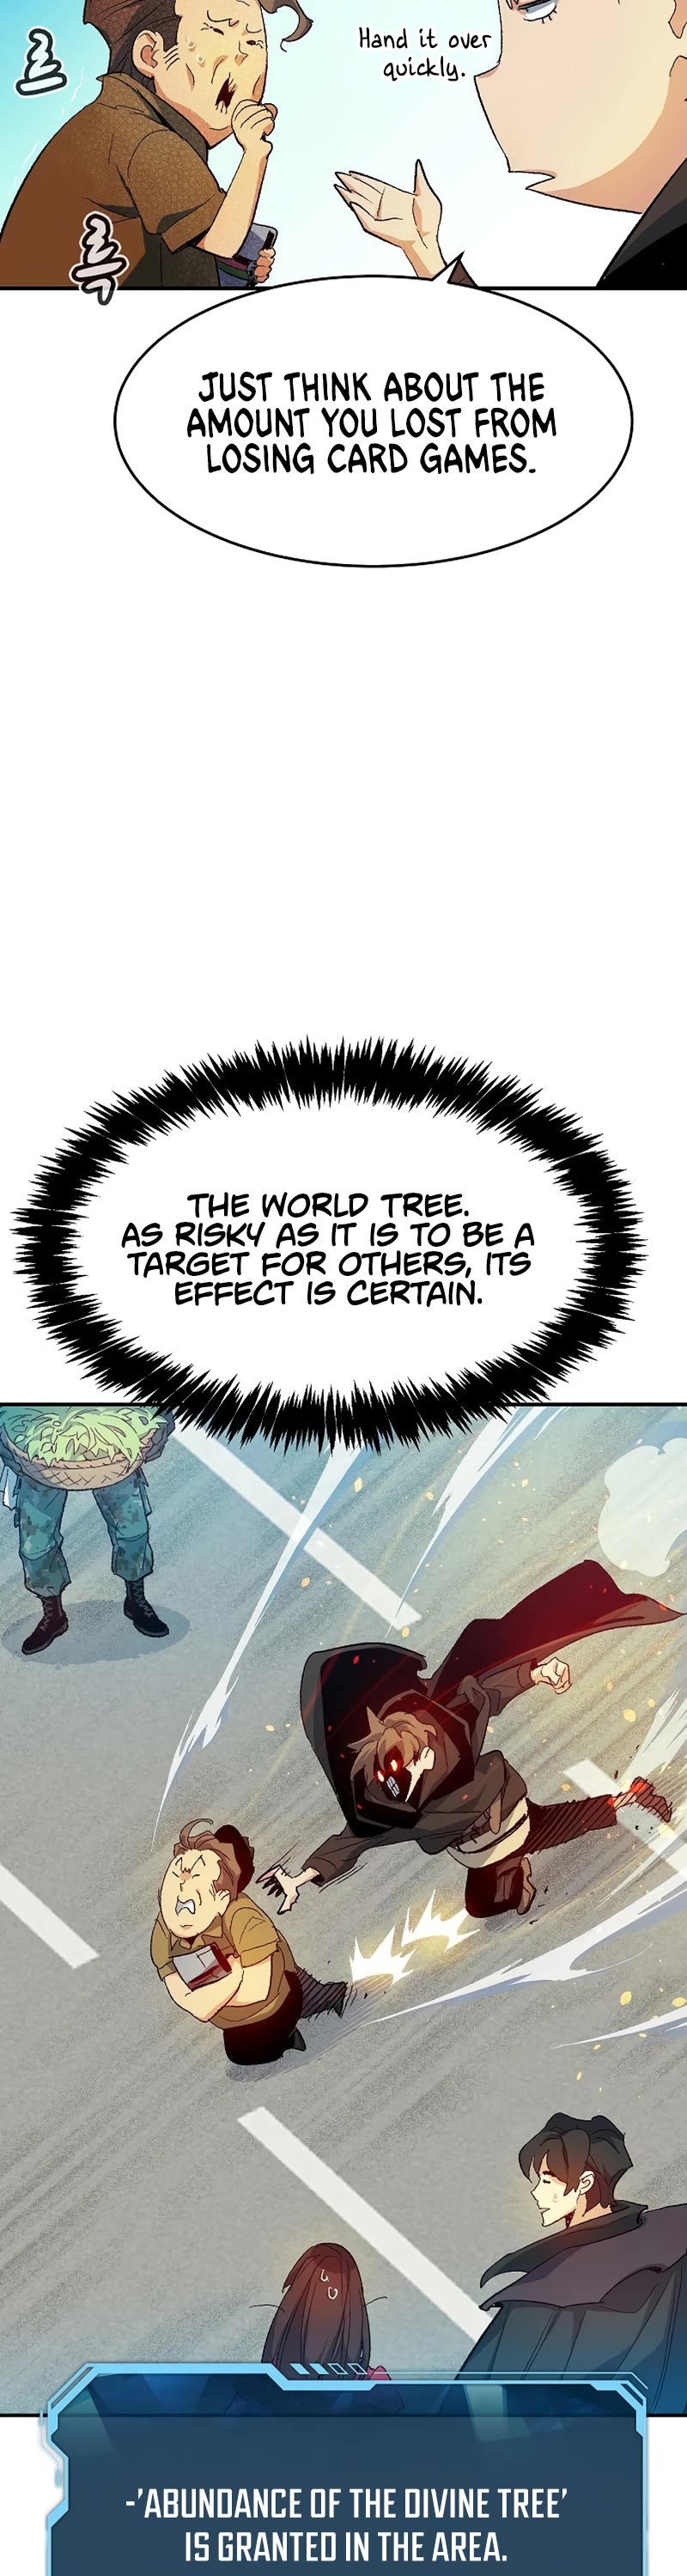 흐
Hand it over
quickly.
흑
JUST THINK ABOUT THE
AMOUNT YOU LOST FROM
LOSING CARD GAMES.
THE WORLD TREE.
AS RISKY AS IT IS TO BE A
TARGET FOR OTHERS, ITS
EFFECT IS CERTAIN.
-'ABUNDANCE OF THE DIVINE TREE'
IS GRANTED IN THE AREA.